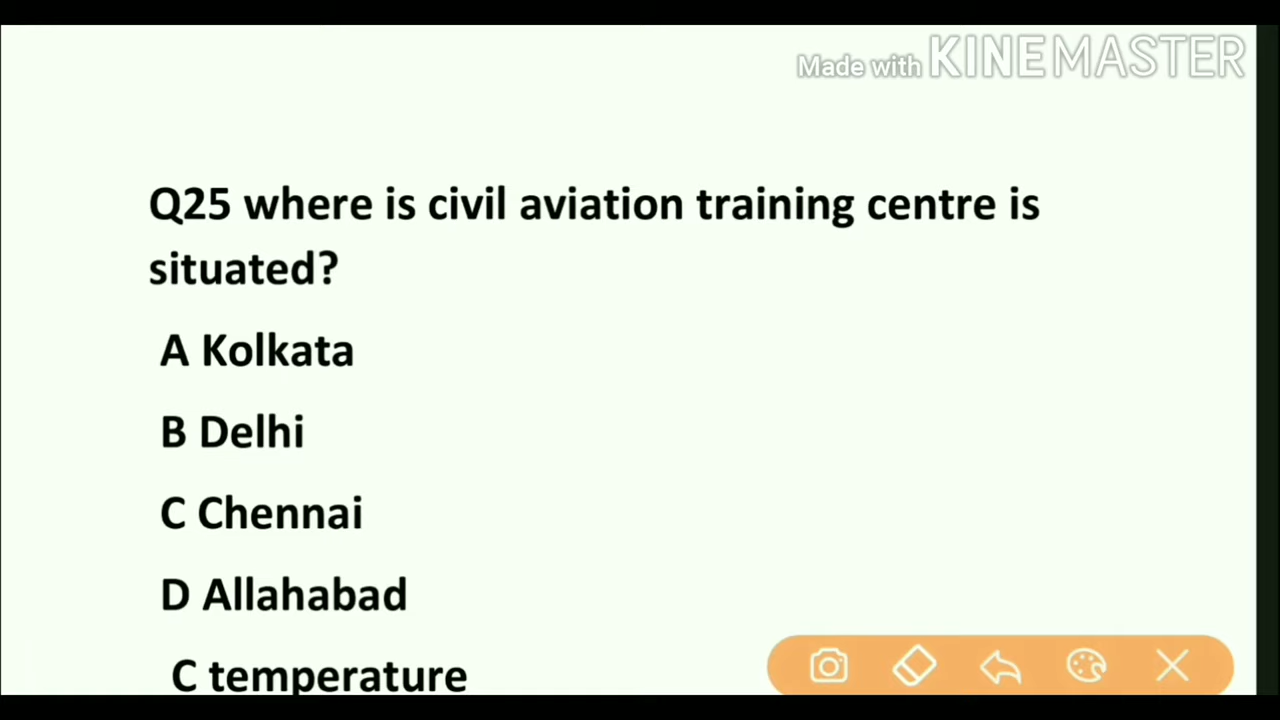 Made with KINEMASTER
Q25 where is civil aviation training centre is
situated?
A Kolkata
B Delhi
C Chennai
D Allahabad
C temperature